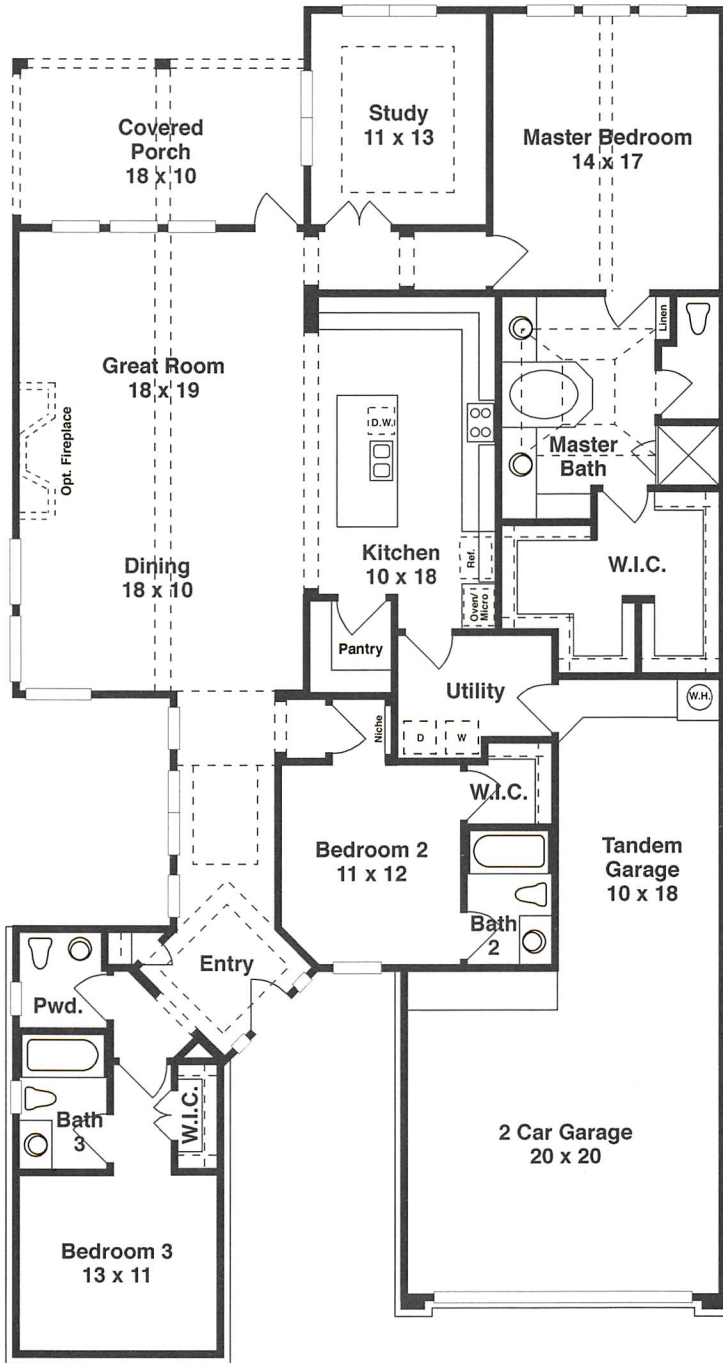 Study
11 x 13
Covered
Porch
18 x 10
Master Bedroom
14 x 17
Linen
Great Room
18 x 19
D.W.
Opt. Fireplace
Master
Bath
Dining
18 x 10
Kitchen
10 x 18
Ref.
Oven/
Micro
W.I.C.
Pantry
Utility
W.H.
Niche
D
W
W.I.C.
Bedroom 2
11 x 12
Tandem
Garage
10 x 18
Bath
2
Entry
Pwd.
Bath
3
W.I.C.
2 Car Garage
20 x 20
Bedroom 3
13 x 11